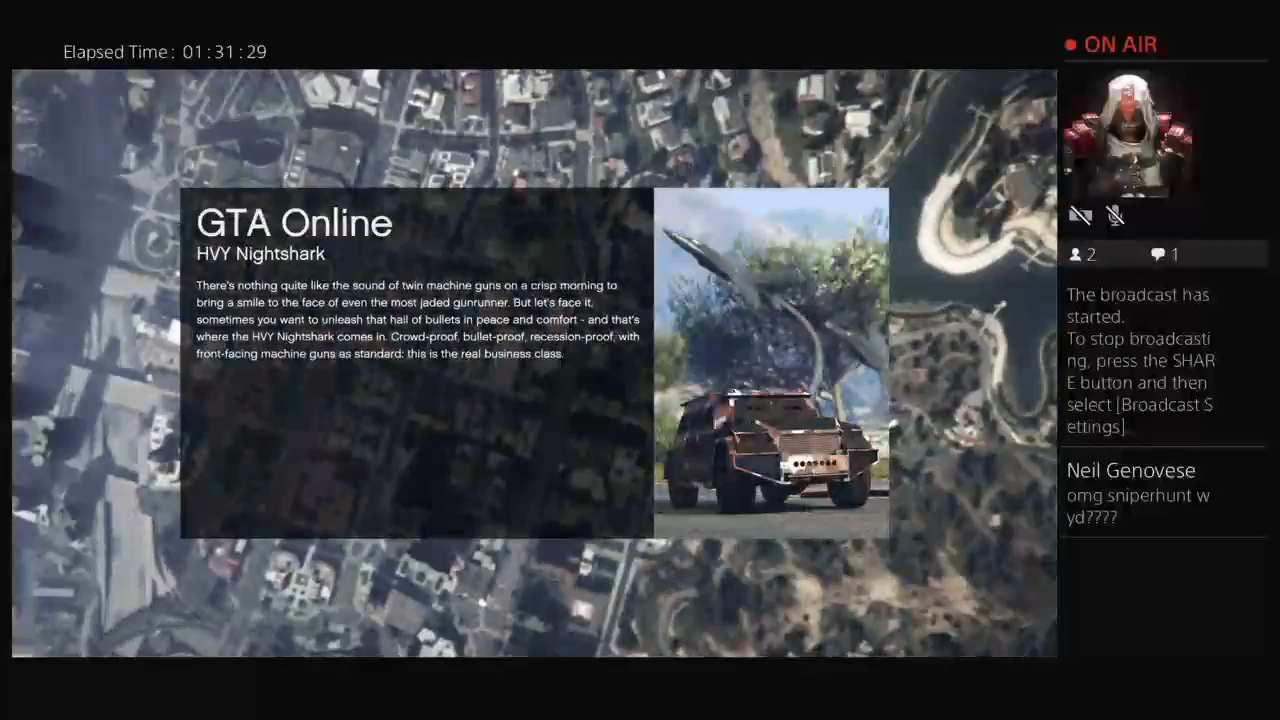 Elapsed Time: 01:31:29
ON AIR
GTA Online
HVY Nightshark
There's nothing quite like the sound of twin machine guns on a crisp morning to
bring a smile to the face of even the most jaded gunrunner. But let's face it,
sometimes you want to unleash that hail of bullets in peace and comfort - and that's
where the HVY Nightshark comes in. Crowd-proof, bullet-proof, recession-proof, with
front-facing machine guns as standard: this is the real business class.
2
1
The broadcast has
started.
To stop broadcasti
ng, press the SHAR
E button and then
select [Broadcast S
ettings].
Neil Genovese
omg sniperhunt w
yd????